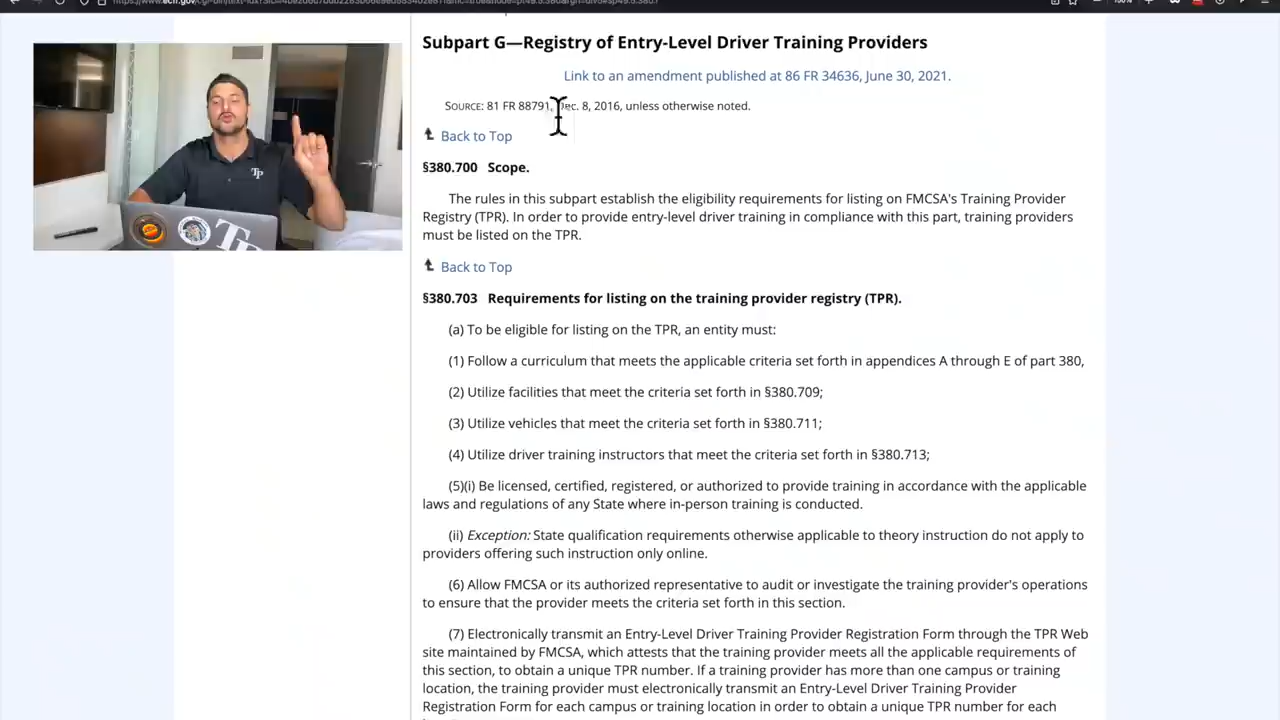 Subpart G—Registry of Entry-Level Driver Training Providers
Link to an amendment published at 86 FR 34636, June 30, 2021.
SOURCE: 81 FR 88791, Dec. 8, 2016, unless otherwise noted.
Back to Top
§380.700 Scope.
The rules in this subpart establish the eligibility requirements for listing on FMCSA's Training Provider
Registry (TPR). In order to provide entry-level driver training in compliance with this part, training providers
must be listed on the TPR.
Back to Top
§380.703 Requirements for listing on the training provider registry (TPR).
(a) To be eligible for listing on the TPR, an entity must:
(1) Follow a curriculum that meets the applicable criteria set forth in appendices A through E of part 380,
(2) Utilize facilities that meet the criteria set forth in §380.709;
(3) Utilize vehicles that meet the criteria set forth in §380.711;
(4) Utilize driver training instructors that meet the criteria set forth in §380.713;
(5)(i) Be licensed, certified, registered, or authorized to provide training in accordance with the applicable
laws and regulations of any State where in-person training is conducted.
(ii) Exception: State qualification requirements otherwise applicable to theory instruction do not apply to
providers offering such instruction only online.
(6) Allow FMCSA or its authorized representative to audit or investigate the training provider's operations
to ensure that the provider meets the criteria set forth in this section.
(7) Electronically transmit an Entry-Level Driver Training Provider Registration Form through the TPR Web
site maintained by FMCSA, which attests that the training provider meets all the applicable requirements of
this section, to obtain a unique TPR number. If a training provider has more than one campus or training
location, the training provider must electronically transmit an Entry-Level Driver Training Provider
Registration Form for each campus or training location in order to obtain a unique TPR number for each
TP
TP